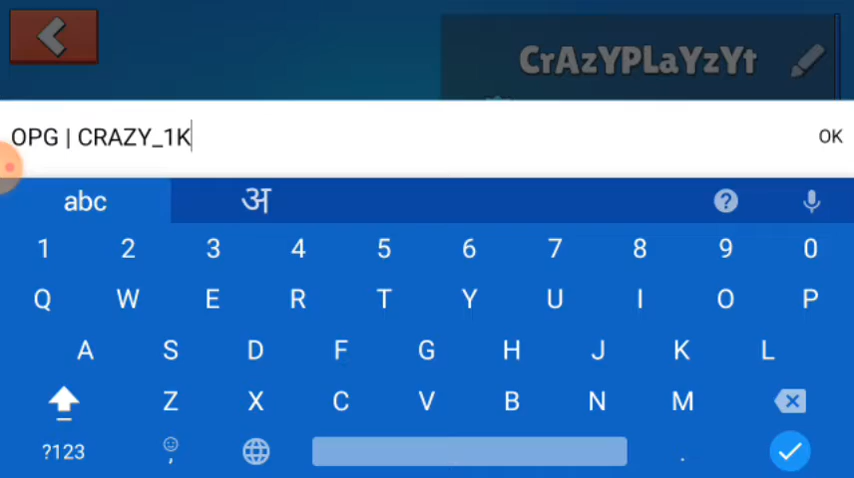 CrAzYPLaYzYt
OPG | CRAZY_1K
OK
abc अ ?
1 2 3 4 5 6 7 8 9 0
Q W E R T Y U I O P
A S D F G H J K L
Z X C V B N M
?123 , .